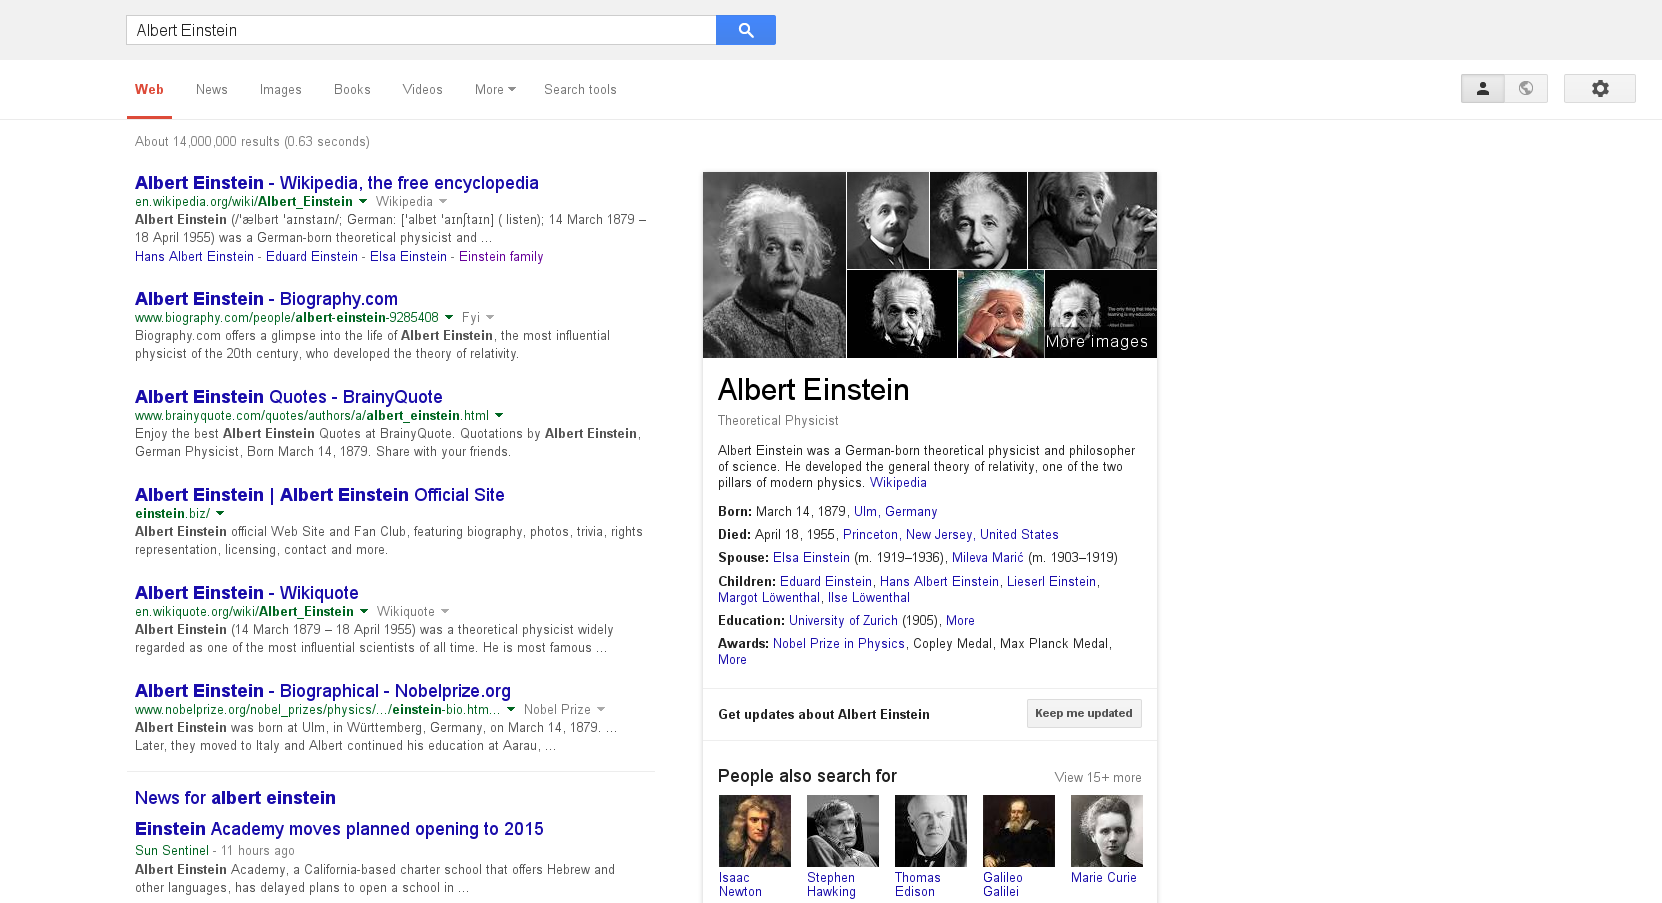 Albert Einstein
Web News Images Books Videos More Search tools
About 14,000,000 results (0.63 seconds)
Albert Einstein - Wikipedia, the free encyclopedia
en.wikipedia.org/wiki/Albert_Einstein Wikipedia
Albert Einstein (/ˈælbərt ˈaɪnstaɪn/; German: [ˈalbɐt ˈaɪnʃtaɪn] ( listen); 14 March 1879 –
18 April 1955) was a German-born theoretical physicist and ...
Hans Albert Einstein - Eduard Einstein - Elsa Einstein - Einstein family
Albert Einstein - Biography.com
www.biography.com/people/albert-einstein-9285408 Fyi
Biography.com offers a glimpse into the life of Albert Einstein, the most influential
physicist of the 20th century, who developed the theory of relativity.
Albert Einstein Quotes - BrainyQuote
www.brainyquote.com/quotes/authors/a/albert_einstein.html
Enjoy the best Albert Einstein Quotes at BrainyQuote. Quotations by Albert Einstein,
German Physicist, Born March 14, 1879. Share with your friends.
Albert Einstein | Albert Einstein Official Site
einstein.biz/
Albert Einstein official Web Site and Fan Club, featuring biography, photos, trivia, rights
representation, licensing, contact and more.
Albert Einstein - Wikiquote
en.wikiquote.org/wiki/Albert_Einstein Wikiquote
Albert Einstein (14 March 1879 – 18 April 1955) was a theoretical physicist widely
regarded as one of the most influential scientists of all time. He is most famous ...
Albert Einstein - Biographical - Nobelprize.org
www.nobelprize.org/nobel_prizes/physics/.../einstein-bio.htm... Nobel Prize
Albert Einstein was born at Ulm, in Württemberg, Germany, on March 14, 1879. ...
Later, they moved to Italy and Albert continued his education at Aarau, ...
News for albert einstein
Einstein Academy moves planned opening to 2015
Sun Sentinel - 11 hours ago
Albert Einstein Academy, a California-based charter school that offers Hebrew and
other languages, has delayed plans to open a school in ...
More images
Albert Einstein
Theoretical Physicist
Albert Einstein was a German-born theoretical physicist and philosopher
of science. He developed the general theory of relativity, one of the two
pillars of modern physics. Wikipedia
Born: March 14, 1879, Ulm, Germany
Died: April 18, 1955, Princeton, New Jersey, United States
Spouse: Elsa Einstein (m. 1919–1936), Mileva Marić (m. 1903–1919)
Children: Eduard Einstein, Hans Albert Einstein, Lieserl Einstein,
Margot Löwenthal, Ilse Löwenthal
Education: University of Zurich (1905), More
Awards: Nobel Prize in Physics, Copley Medal, Max Planck Medal,
More
Get updates about Albert Einstein Keep me updated
People also search for View 15+ more
Isaac Newton
Stephen Hawking
Thomas Edison
Galileo Galilei
Marie Curie